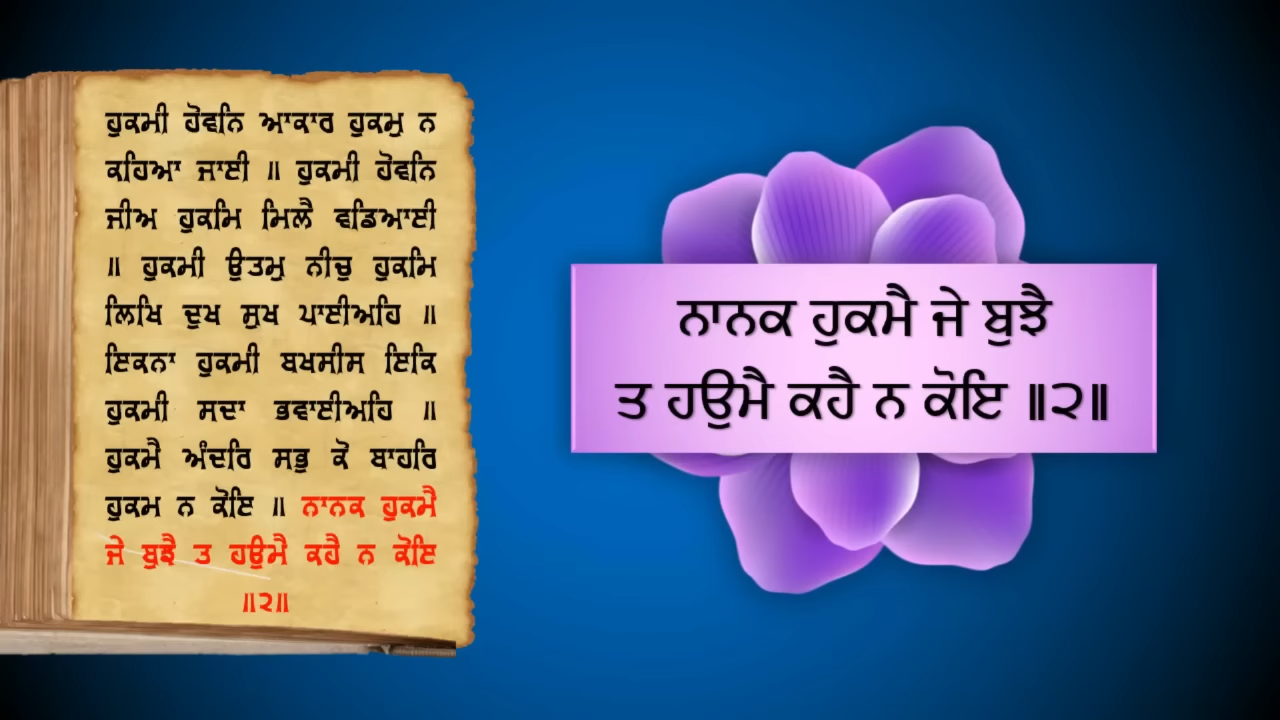 ਹੁਕਮੀ ਹੋਵਨਿ ਆਕਾਰ ਹੁਕਮੁ ਨ
ਕਹਿਆ ਜਾਈ ॥ ਹੁਕਮੀ ਹੋਵਨਿ
ਜੀਅ ਹੁਕਮਿ ਮਿਲੈ ਵਡਿਆਈ
॥ ਹੁਕਮੀ ਉਤਮੁ ਨੀਚੁ ਹੁਕਮਿ
ਲਿਖਿ ਦੁਖ ਸੁਖ ਪਾਈਅਹਿ ॥
ਇਕਨਾ ਹੁਕਮੀ ਬਖਸੀਸ ਇਕਿ
ਹੁਕਮੀ ਸਦਾ ਭਵਾਈਅਹਿ ॥
ਹੁਕਮੈ ਅੰਦਰਿ ਸਭੁ ਕੋ ਬਾਹਰਿ
ਹੁਕਮ ਨ ਕੋਇ ॥ ਨਾਨਕ ਹੁਕਮੈ
ਜੇ ਬੁਝੈ ਤ ਹਉਮੈ ਕਹੈ ਨ ਕੋਇ
॥੨॥
ਨਾਨਕ ਹੁਕਮੈ ਜੇ ਬੁਝੈ
ਤ ਹਉਮੈ ਕਹੈ ਨ ਕੋਇ ॥੨॥